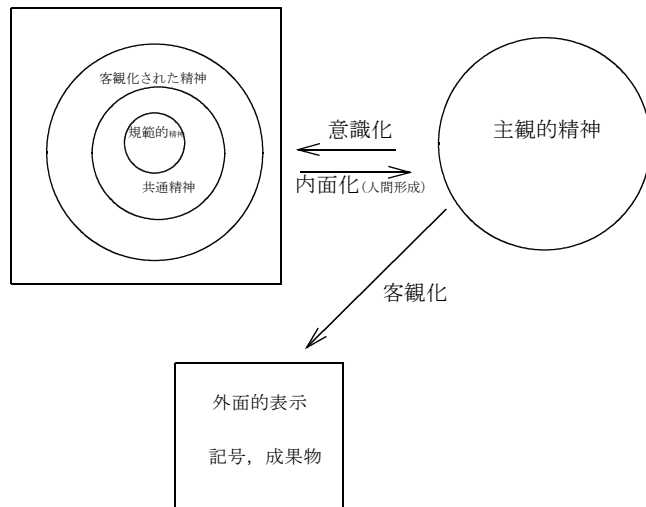 客観化された精神
規範的精神
共通精神
意識化
内面化(人間形成)
主観的精神
客観化
外面的表示
記号,成果物